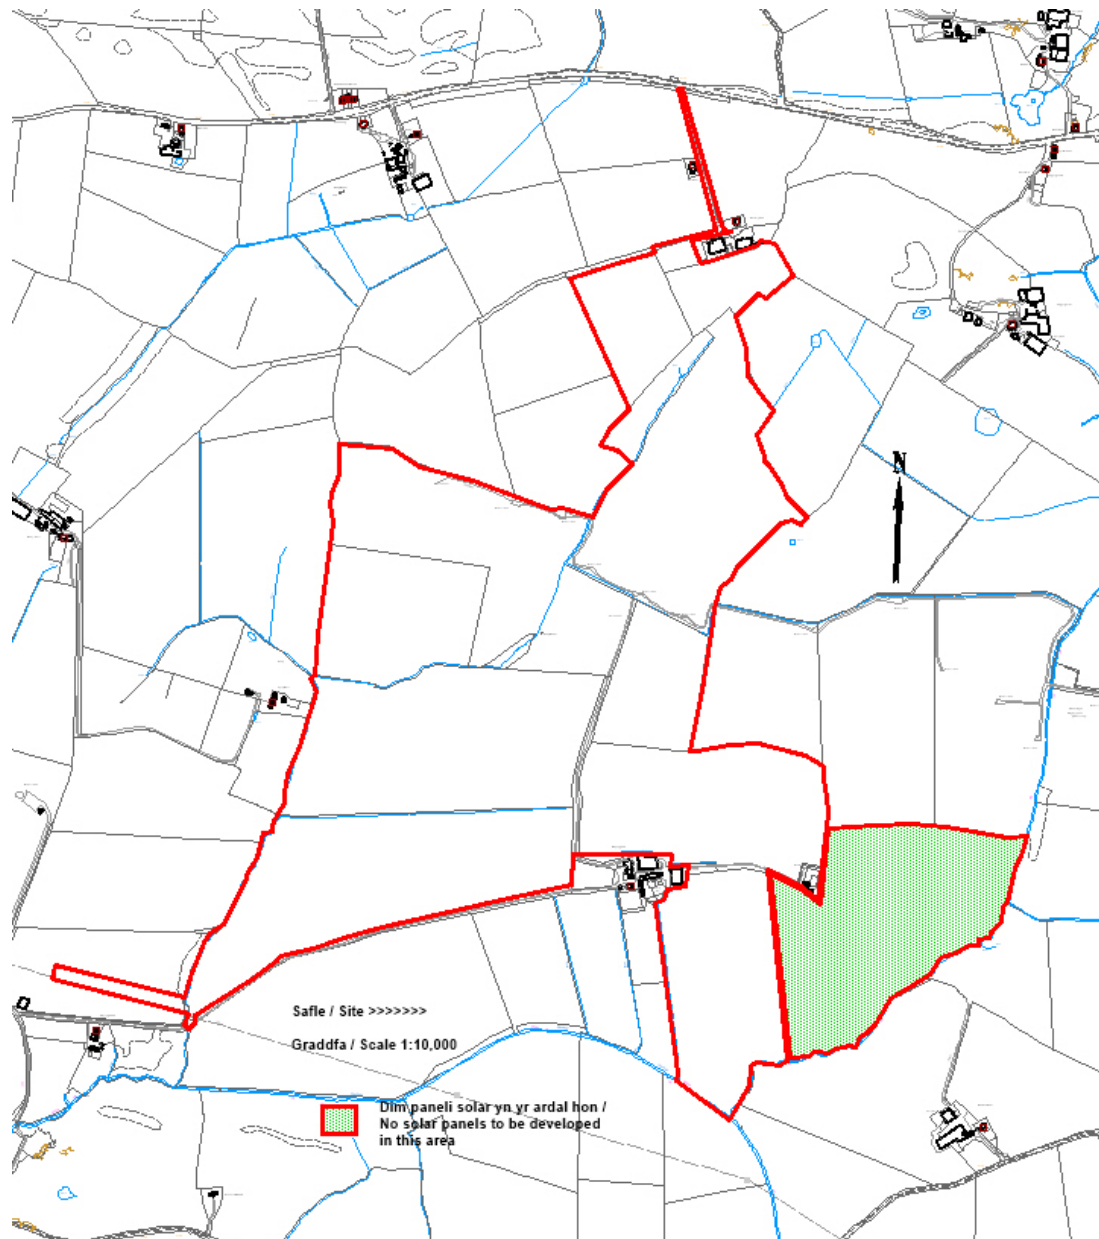 N
Safle / Site >>>>>>>
Graddfa / Scale 1:10,000
Dim paneli solar yn yr ardal hon /
No solar panels to be developed
in this area